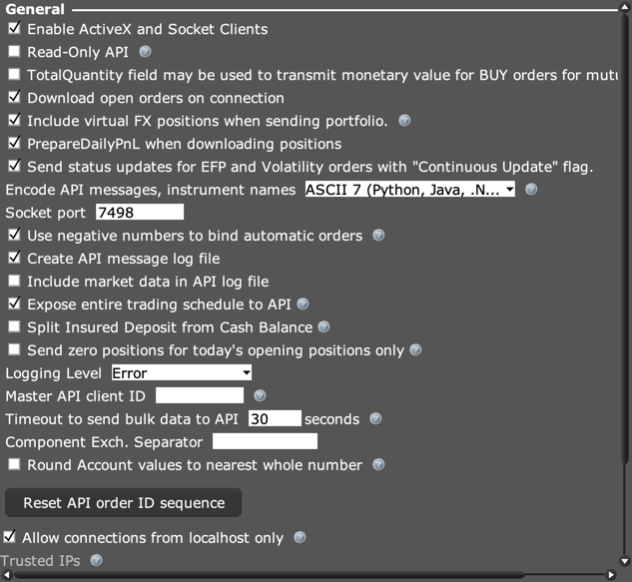 General
Enable ActiveX and Socket Clients
Read-Only API
TotalQuantity field may be used to transmit monetary value for BUY orders for mutu
Download open orders on connection
Include virtual FX positions when sending portfolio.
PrepareDailyPnL when downloading positions
Send status updates for EFP and Volatility orders with "Continuous Update" flag.
Encode API messages, instrument names ASCII 7 (Python, Java, .N...
Socket port 7498
Use negative numbers to bind automatic orders
Create API message log file
Include market data in API log file
Expose entire trading schedule to API
Split Insured Deposit from Cash Balance
Send zero positions for today's opening positions only
Logging Level Error
Master API client ID
Timeout to send bulk data to API 30 seconds
Component Exch. Separator
Round Account values to nearest whole number
Reset API order ID sequence
Allow connections from localhost only
Trusted IPs